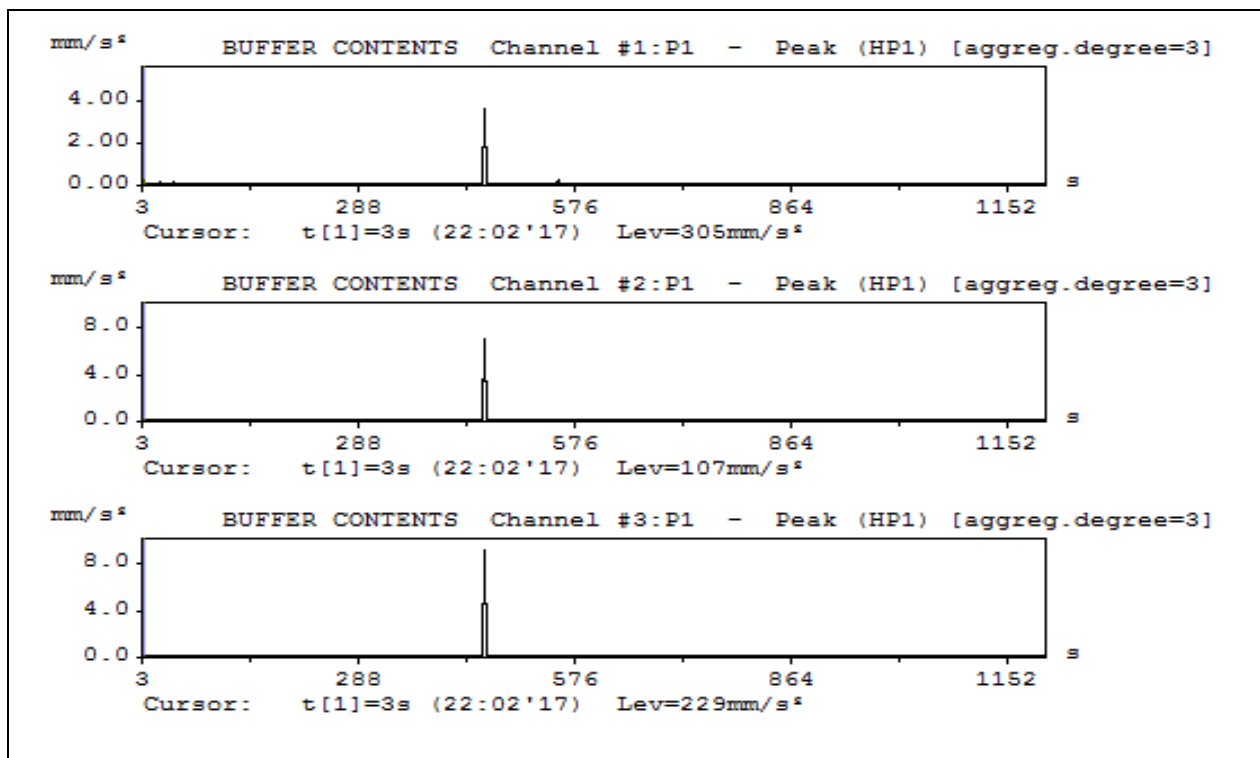 mm/s² BUFFER CONTENTS Channel #1:P1 - Peak (HP1) [aggreg.degree=3]
4.00
2.00
0.00 s
3 288 576 864 1152
Cursor: t[1]=3s (22:02'17) Lev=305mm/s²
mm/s² BUFFER CONTENTS Channel #2:P1 - Peak (HP1) [aggreg.degree=3]
8.0
4.0
0.0 s
3 288 576 864 1152
Cursor: t[1]=3s (22:02'17) Lev=107mm/s²
mm/s² BUFFER CONTENTS Channel #3:P1 - Peak (HP1) [aggreg.degree=3]
8.0
4.0
0.0 s
3 288 576 864 1152
Cursor: t[1]=3s (22:02'17) Lev=229mm/s²